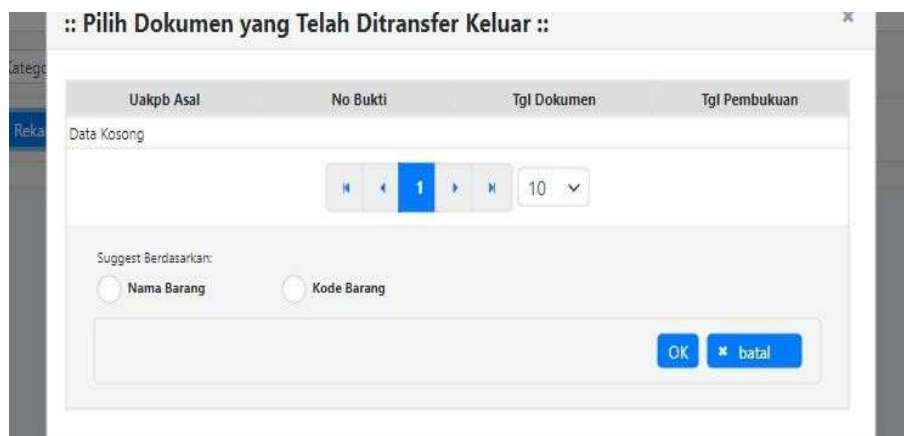 :: Pilih Dokumen yang Telah Ditransfer Keluar ::
Uakpb Asal No Bukti Tgl Dokumen Tgl Pembukuan
Data Kosong
1 10
Suggest Berdasarkan:
Nama Barang Kode Barang
OK batal